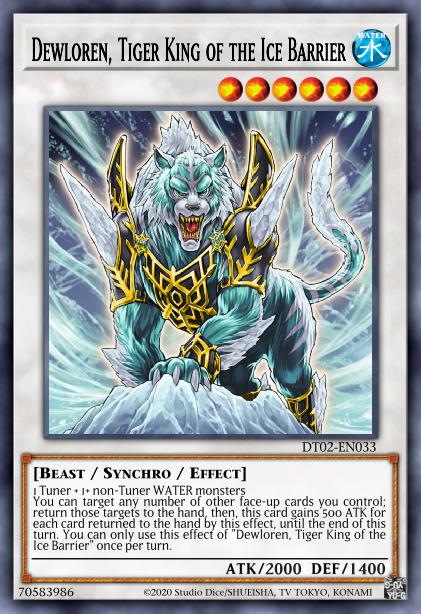 DEWLOREN, TIGER KING OF THE ICE BARRIER
WATER
水
DT02-EN033
[BEAST / SYNCHRO / EFFECT]
1 Tuner + 1+ non-Tuner WATER monsters
You can target any number of other face-up cards you control;
return those targets to the hand, then, this card gains 500 ATK for
each card returned to the hand by this effect, until the end of this
turn. You can only use this effect of "Dewloren, Tiger King of the
Ice Barrier" once per turn.
ATK/2000 DEF/1400
70583986
©2020 Studio Dice/SHUEISHA, TV TOKYO, KONAMI